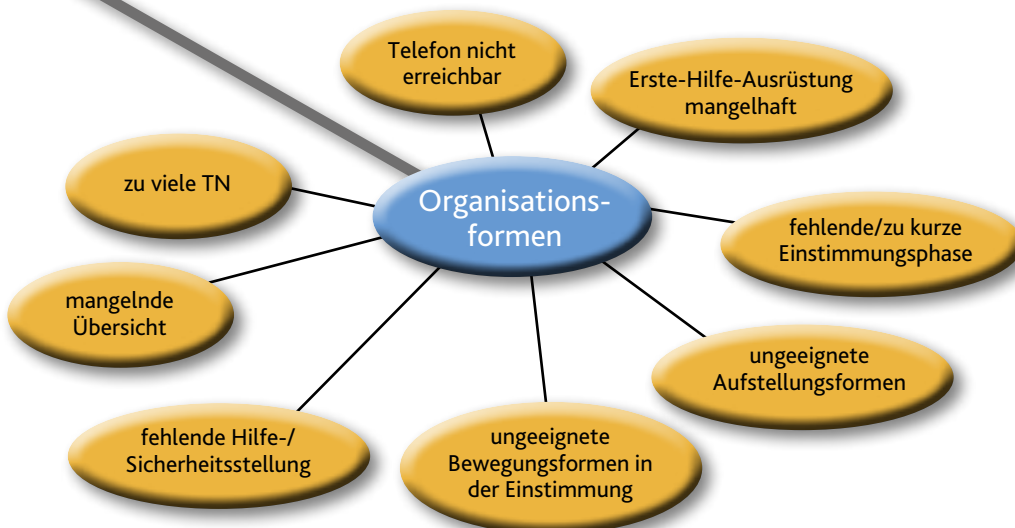 Telefon nicht
erreichbar
Erste-Hilfe-Ausrüstung
mangelhaft
zu viele TN
Organisations-
formen
fehlende/zu kurze
Einstimmungsphase
mangelnde
Übersicht
ungeeignete
Aufstellungsformen
fehlende Hilfe-/
Sicherheitsstellung
ungeeignete
Bewegungsformen in
der Einstimmung